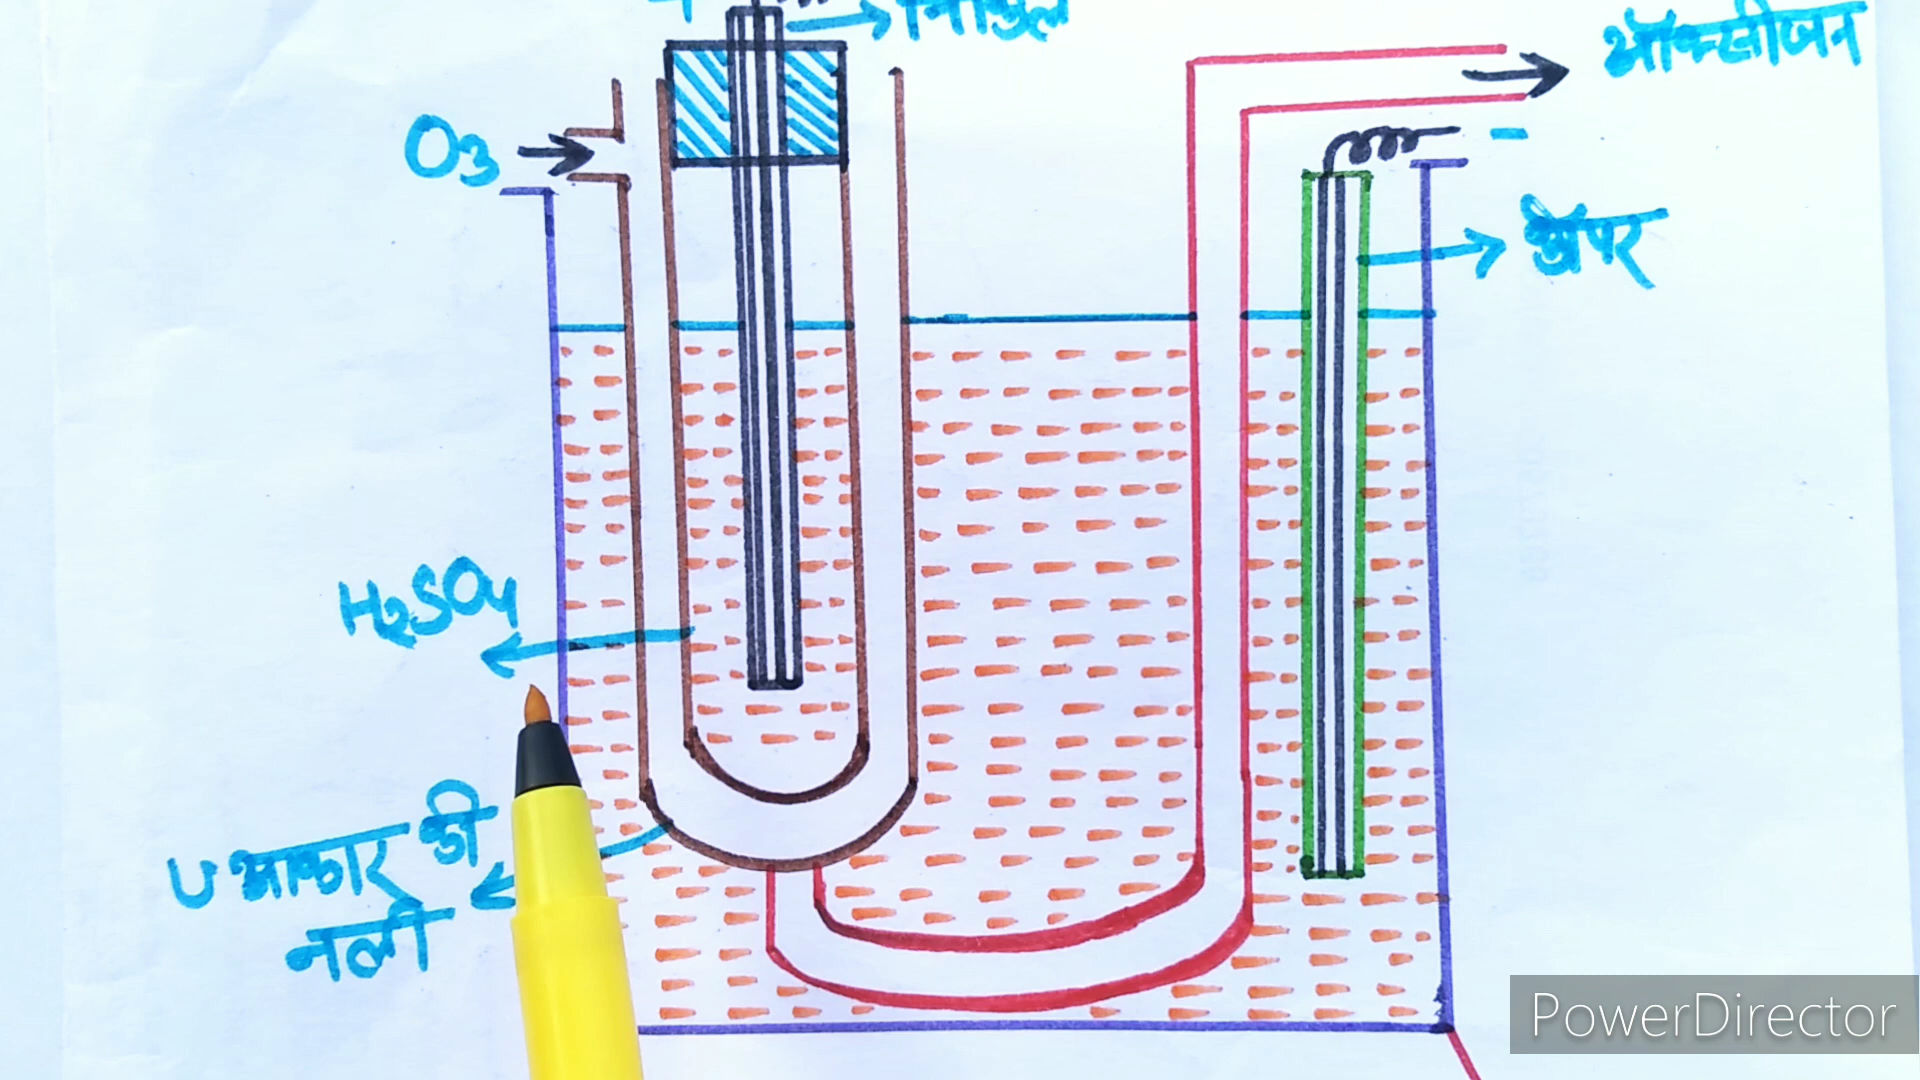 ऑक्सीजन
O3
-
कॉपर
H2SO4
U आकार की
नली
PowerDirector